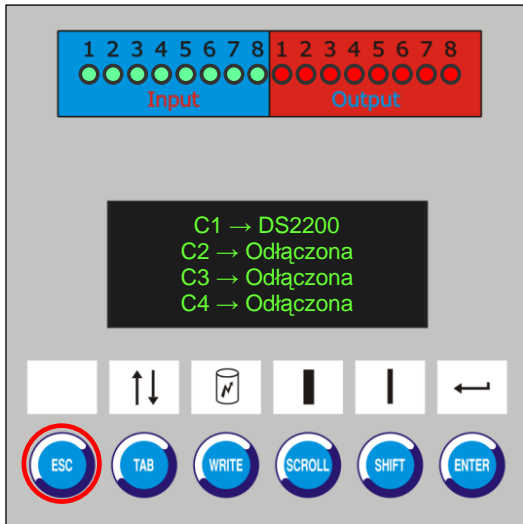 1 2 3 4 5 6 7 8 1 2 3 4 5 6 7 8
Input Output
C1 → DS2200
C2 → Odłączona
C3 → Odłączona
C4 → Odłączona
ESC TAB WRITE SCROLL SHIFT ENTER